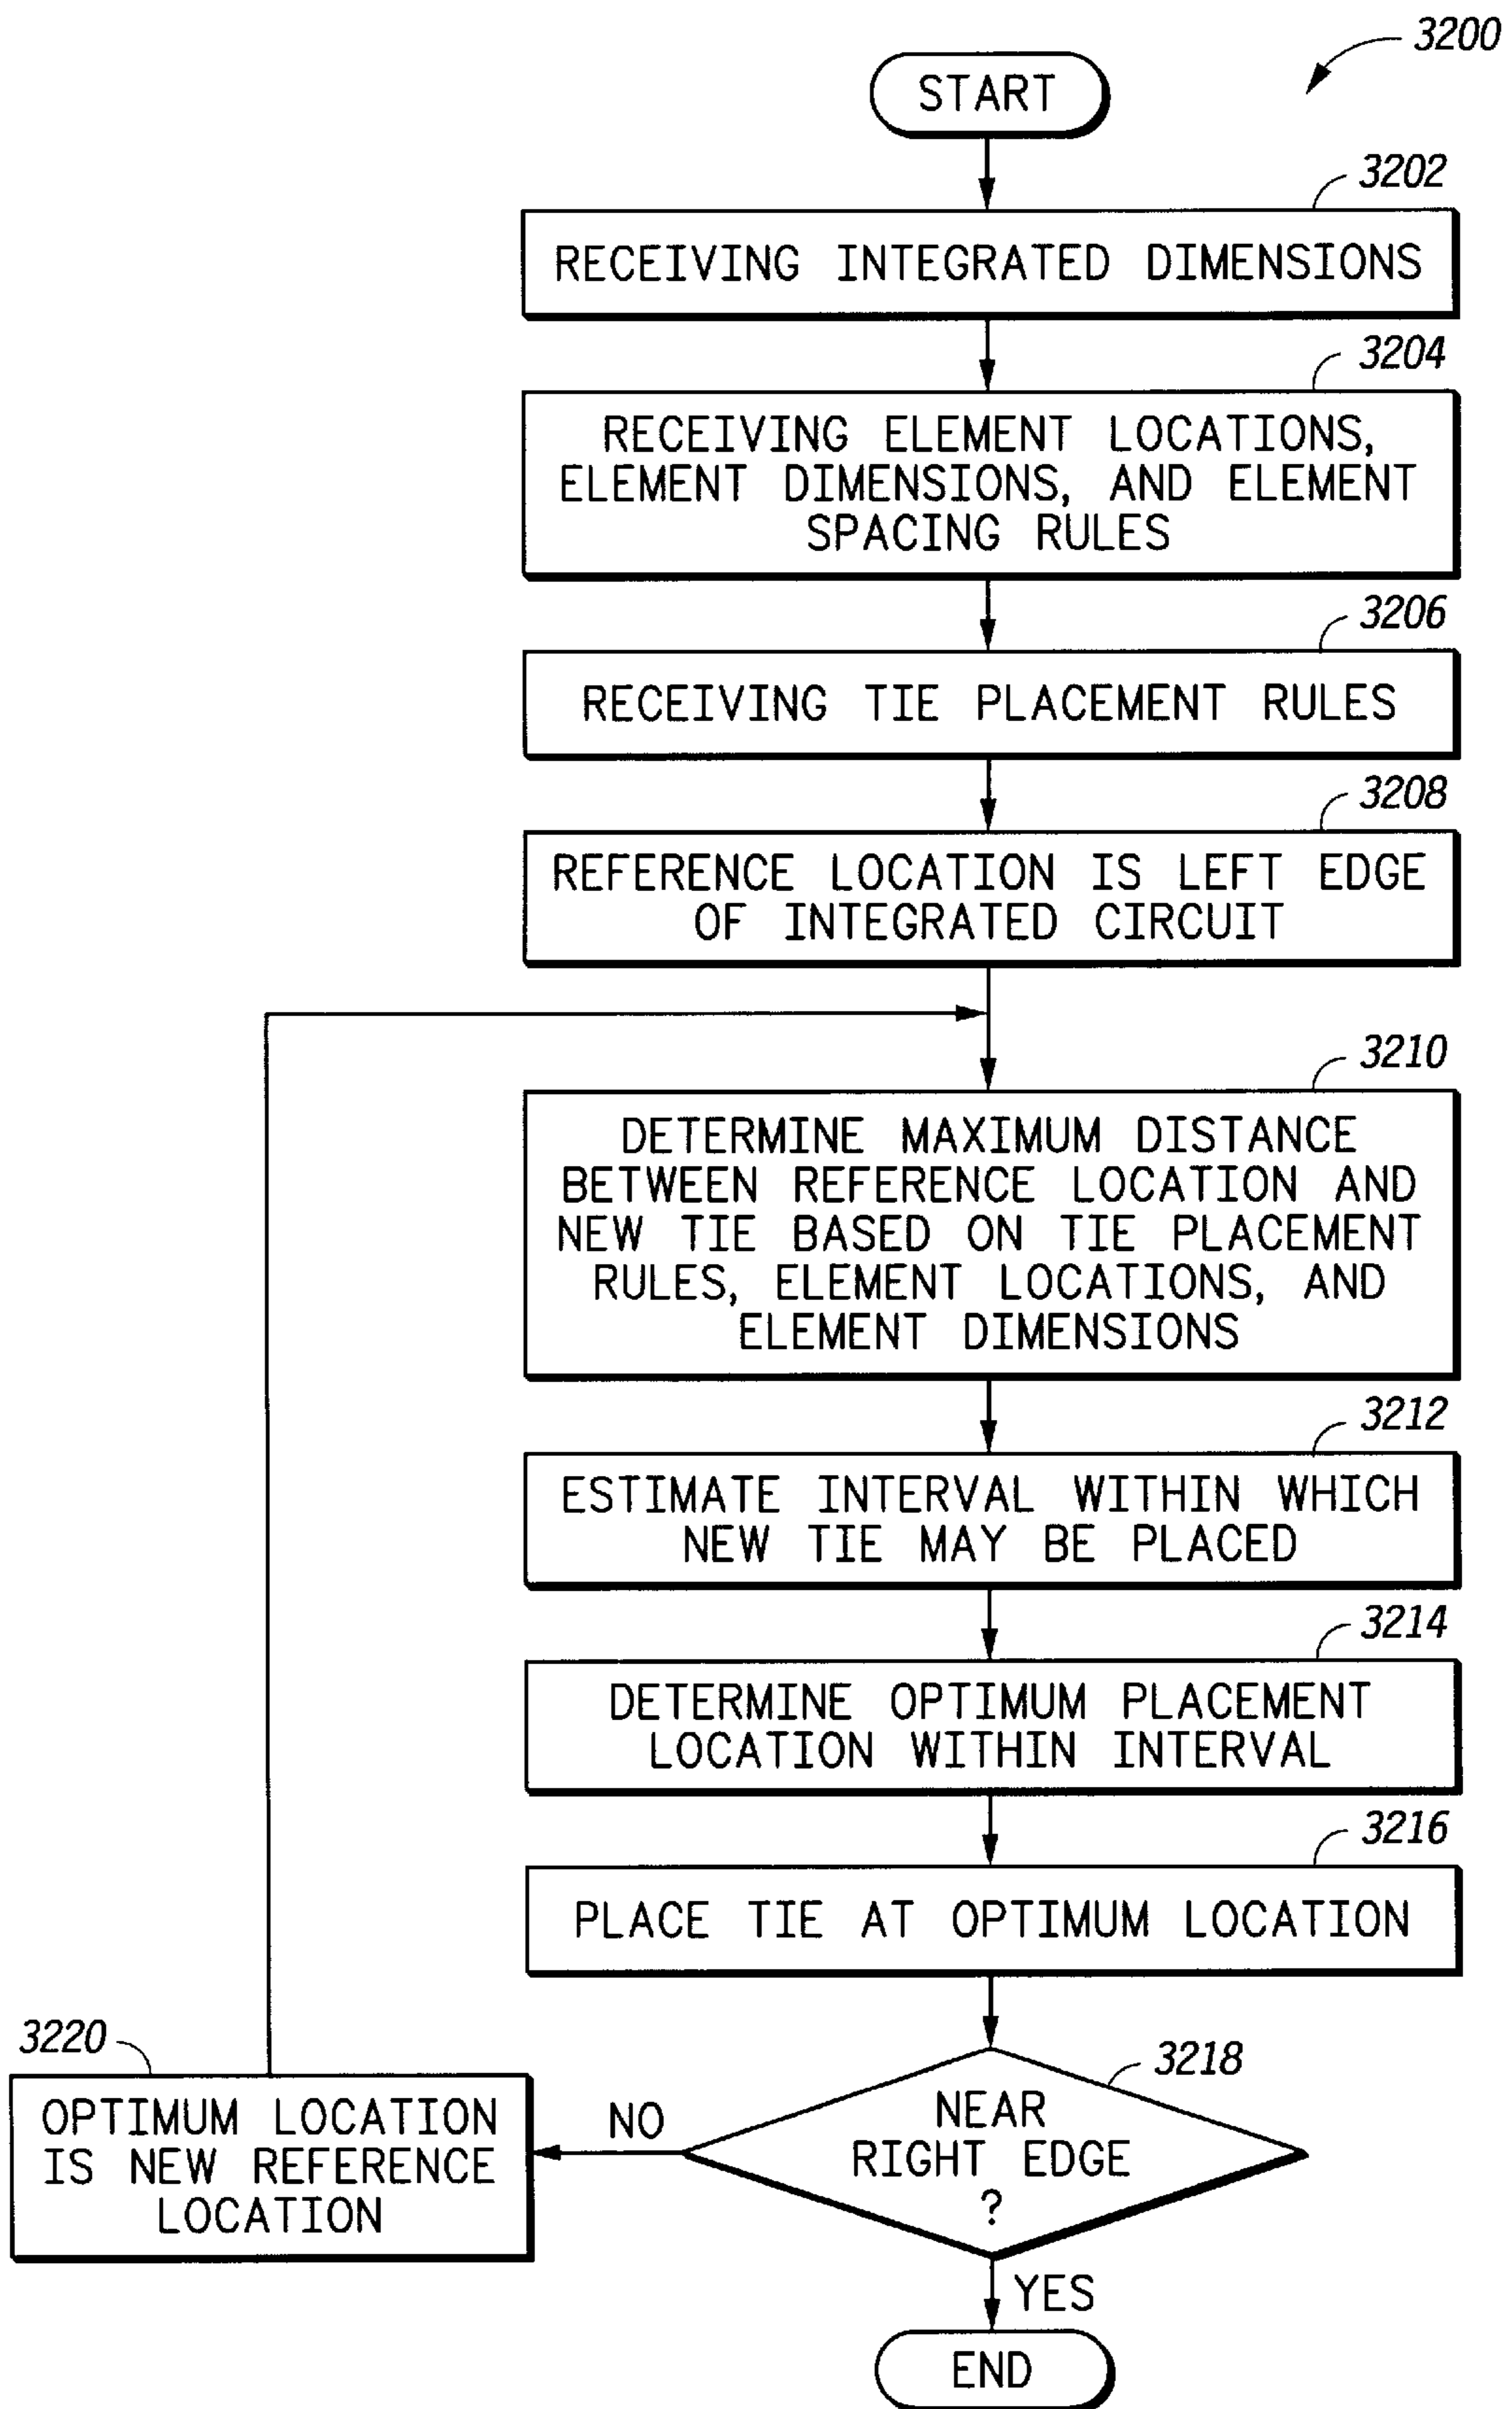 3200
START
3202
RECEIVING INTEGRATED DIMENSIONS
3204
RECEIVING ELEMENT LOCATIONS,
ELEMENT DIMENSIONS, AND ELEMENT
SPACING RULES
3206
RECEIVING TIE PLACEMENT RULES
3208
REFERENCE LOCATION IS LEFT EDGE
OF INTEGRATED CIRCUIT
3210
DETERMINE MAXIMUM DISTANCE
BETWEEN REFERENCE LOCATION AND
NEW TIE BASED ON TIE PLACEMENT
RULES, ELEMENT LOCATIONS, AND
ELEMENT DIMENSIONS
3212
ESTIMATE INTERVAL WITHIN WHICH
NEW TIE MAY BE PLACED
3214
DETERMINE OPTIMUM PLACEMENT
LOCATION WITHIN INTERVAL
3216
PLACE TIE AT OPTIMUM LOCATION
3218
NEAR
RIGHT EDGE
?
NO
3220
OPTIMUM LOCATION
IS NEW REFERENCE
LOCATION
YES
END